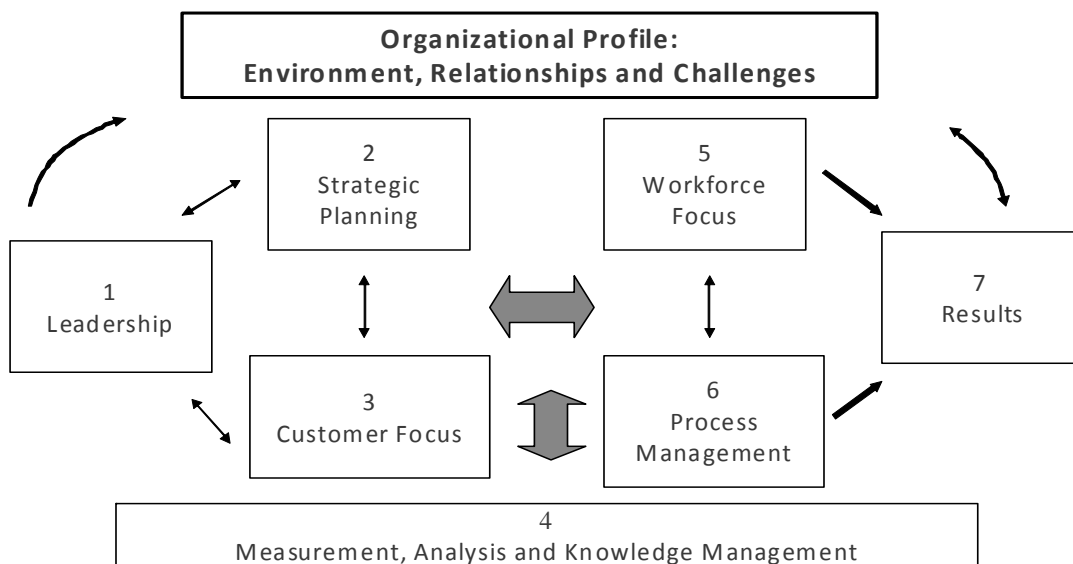 Organizational Profile:
Environment, Relationships and Challenges
2
Strategic
Planning
5
Workforce
Focus
1
Leadership
7
Results
3
Customer Focus
6
Process
Management
4
Measurement, Analysis and Knowledge Management